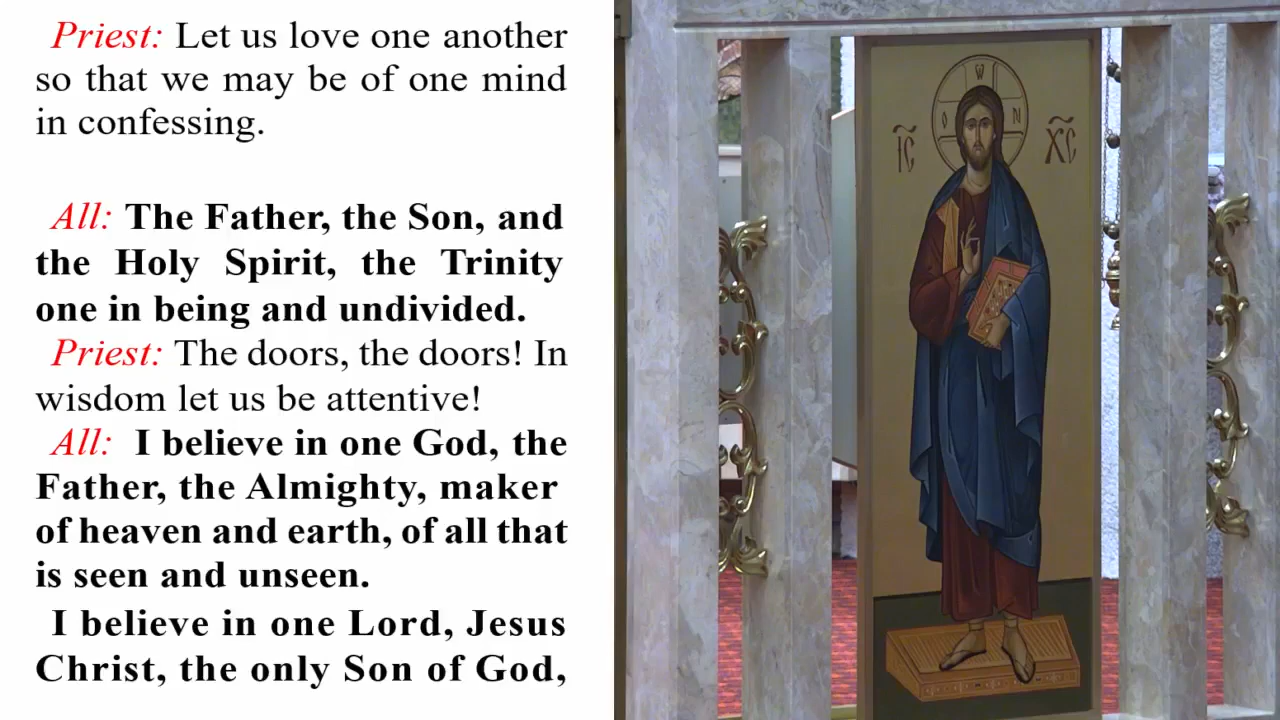 Priest: Let us love one another
so that we may be of one mind
in confessing.
All: The Father, the Son, and
the Holy Spirit, the Trinity
one in being and undivided.
Priest: The doors, the doors! In
wisdom let us be attentive!
All: I believe in one God, the
Father, the Almighty, maker
of heaven and earth, of all that
is seen and unseen.
I believe in one Lord, Jesus
Christ, the only Son of God,
Ο Ѡ Ν
ІС ХС